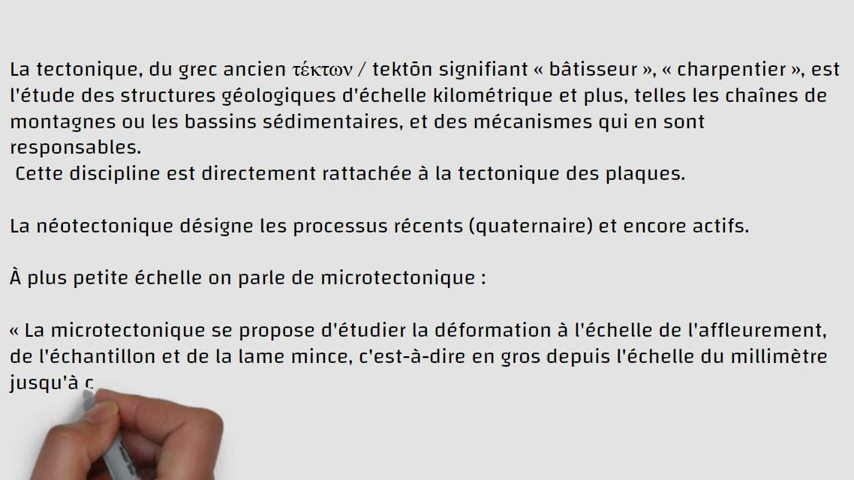 La tectonique, du grec ancien τέκτων / tektōn signifiant « bâtisseur », « charpentier », est
l'étude des structures géologiques d'échelle kilométrique et plus, telles les chaînes de
montagnes ou les bassins sédimentaires, et des mécanismes qui en sont
responsables.
Cette discipline est directement rattachée à la tectonique des plaques.
La néotectonique désigne les processus récents (quaternaire) et encore actifs.
À plus petite échelle on parle de microtectonique :
« La microtectonique se propose d'étudier la déformation à l'échelle de l'affleurement,
de l'échantillon et de la lame mince, c'est-à-dire en gros depuis l'échelle du millimètre
jusqu'à c